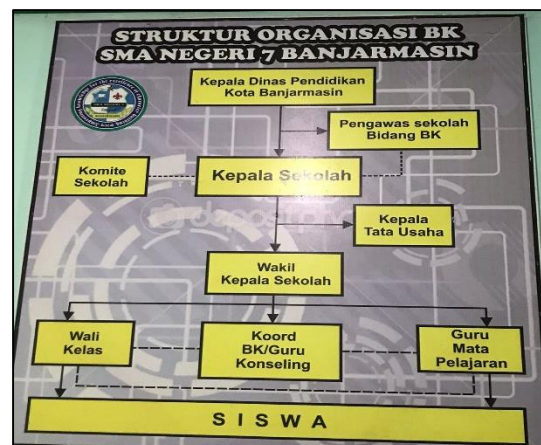 STRUKTUR ORGANISASI BK
SMA NEGERI 7 BANJARMASIN
Kepala Dinas Pendidikan
Kota Banjarmasin
Pengawas sekolah
Bidang BK
Komite
Sekolah
Kepala Sekolah
Kepala
Tata Usaha
Wakil
Kepala Sekolah
Wali
Kelas
Koord
BK/Guru
Konseling
Guru
Mata
Pelajaran
SISWA